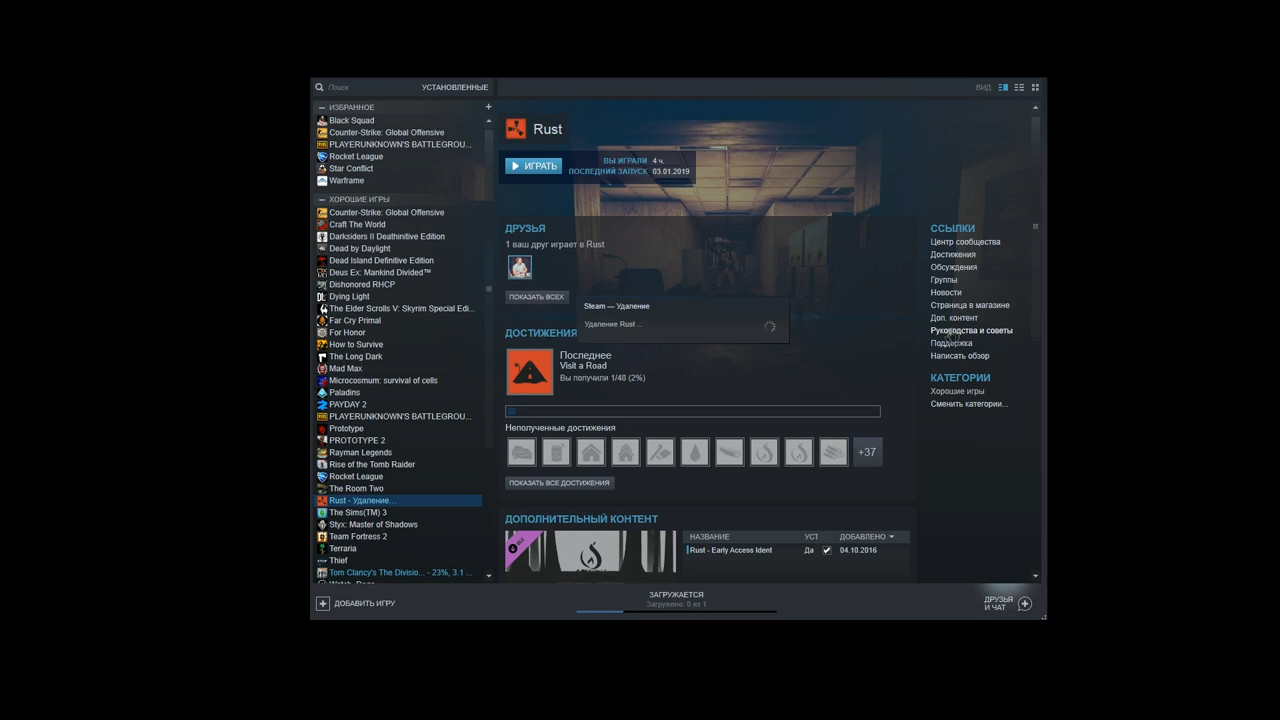 Поиск
УСТАНОВЛЕННЫЕ
ВИД
— ИЗБРАННОЕ +
Black Squad
Counter-Strike: Global Offensive
PLAYERUNKNOWN'S BATTLEGROU...
Rocket League
Star Conflict
Warframe
— ХОРОШИЕ ИГРЫ
Counter-Strike: Global Offensive
Craft The World
Darksiders II Deathinitive Edition
Dead by Daylight
Dead Island Definitive Edition
Deus Ex: Mankind Divided™
Dishonored RHCP
Dying Light
The Elder Scrolls V: Skyrim Special Edi...
Far Cry Primal
For Honor
How to Survive
The Long Dark
Mad Max
Microcosmum: survival of cells
Paladins
PAYDAY 2
PLAYERUNKNOWN'S BATTLEGROU...
Prototype
PROTOTYPE 2
Rayman Legends
Rise of the Tomb Raider
Rocket League
The Room Two
Rust - Удаление...
The Sims(TM) 3
Styx: Master of Shadows
Team Fortress 2
Terraria
Thief
Tom Clancy's The Divisio... - 23%, 3.1 ...
Rust
ИГРАТЬ
ВЫ ИГРАЛИ 4 ч.
ПОСЛЕДНИЙ ЗАПУСК 03.01.2019
ДРУЗЬЯ
1 ваш друг играет в Rust
ПОКАЗАТЬ ВСЕХ
Steam — Удаление
Удаление Rust ...
ДОСТИЖЕНИЯ
Последнее
Visit a Road
Вы получили 1/48 (2%)
Неполученные достижения
+37
ПОКАЗАТЬ ВСЕ ДОСТИЖЕНИЯ
ДОПОЛНИТЕЛЬНЫЙ КОНТЕНТ
DLC
НАЗВАНИЕ УСТ ДОБАВЛЕНО
Rust - Early Access Ident Да 04.10.2016
ССЫЛКИ
Центр сообщества
Достижения
Обсуждения
Группы
Новости
Страница в магазине
Доп. контент
Руководства и советы
Поддержка
Написать обзор
КАТЕГОРИИ
Хорошие игры
Сменить категории...
+ ДОБАВИТЬ ИГРУ
ЗАГРУЖАЕТСЯ
Загружено: 0 из 1
ДРУЗЬЯ
И ЧАТ